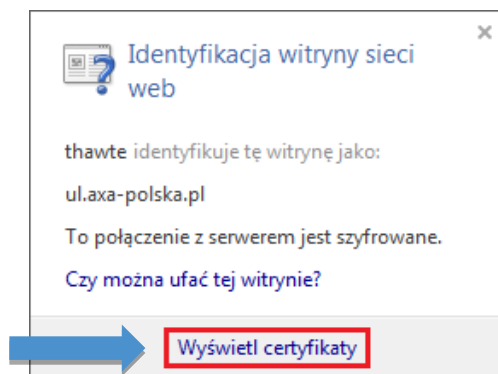 Identyfikacja witryny sieci
web
thawte identyfikuje tę witrynę jako:
ul.axa-polska.pl
To połączenie z serwerem jest szyfrowane.
Czy można ufać tej witrynie?
Wyświetl certyfikaty